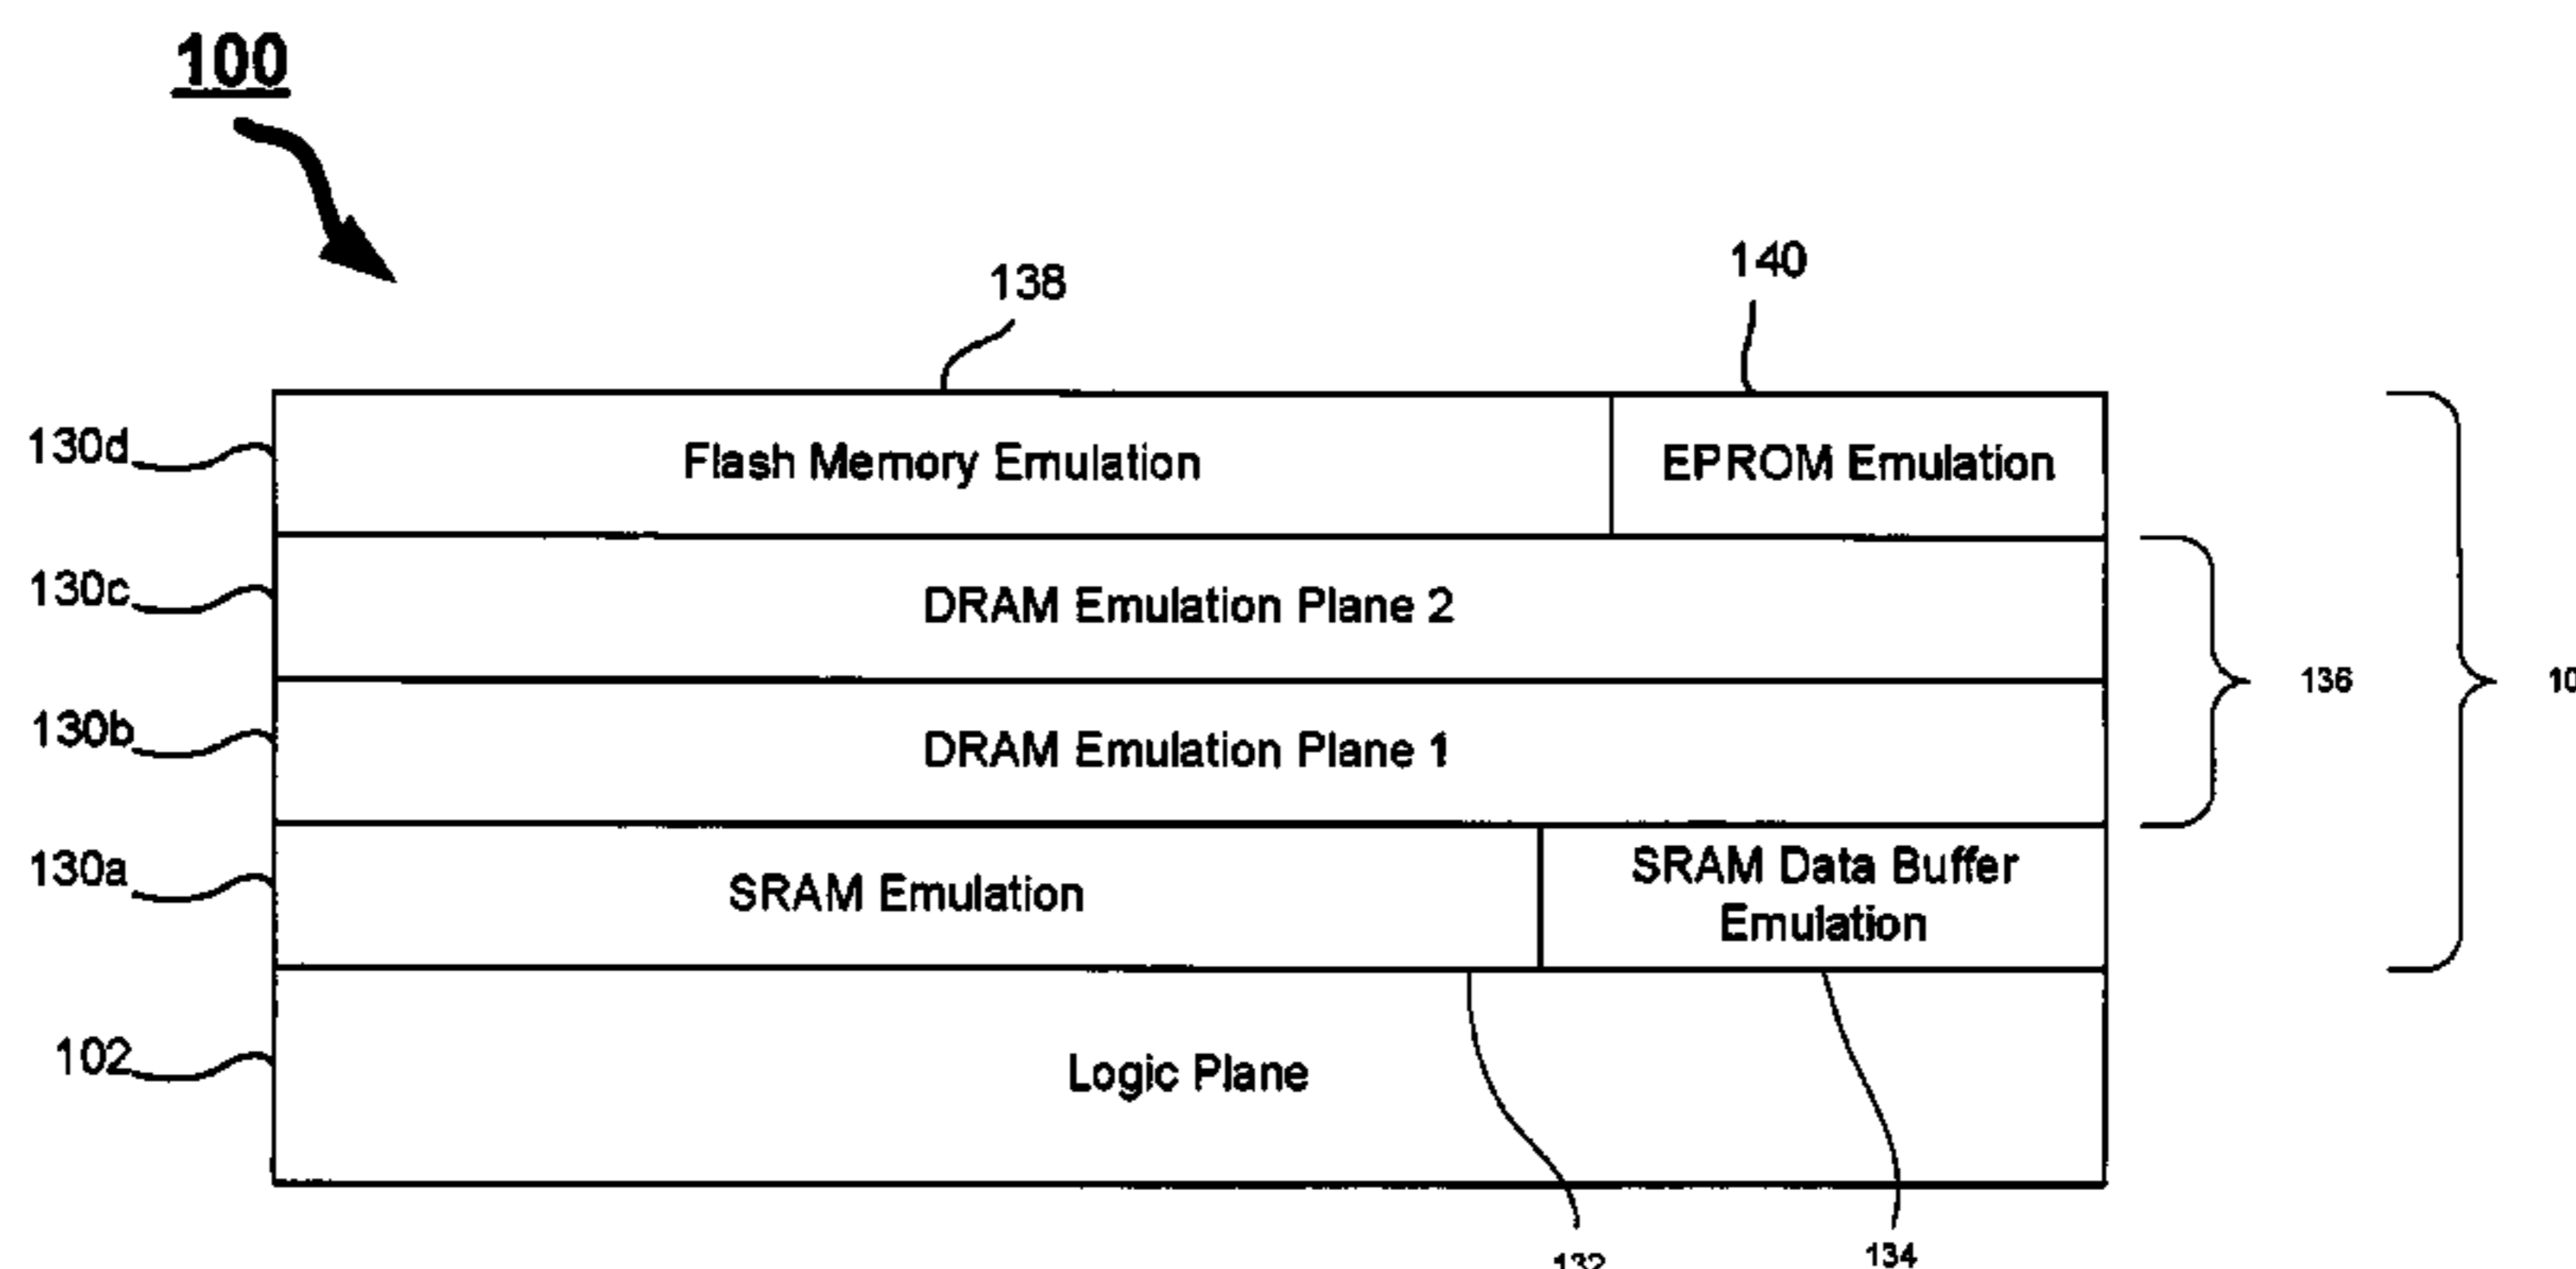 100
138
140
130d
Flash Memory Emulation
EPROM Emulation
130c
DRAM Emulation Plane 2
136
130b
DRAM Emulation Plane 1
130a
SRAM Emulation
SRAM Data Buffer
Emulation
102
Logic Plane
132
134